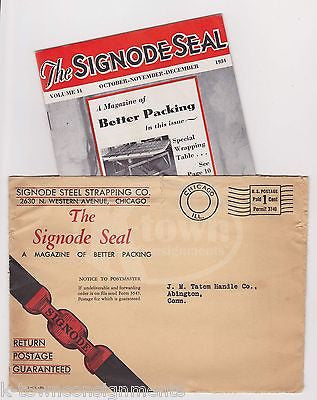 The SIGNODE SEAL
VOLUME 14 OCTOBER-NOVEMBER-DECEMBER 1934
A Magazine of
Better Packing
In this issue—
Special
Wrapping
Table...
See
Page 10
SIGNODE STEEL STRAPPING CO.
2630 N. WESTERN AVENUE, CHICAGO
The
Signode Seal
A MAGAZINE OF BETTER PACKING
CHICAGO
ILL.
U.S. POSTAGE
Paid 1 Cent
Permit 3140
NOTICE TO POSTMASTER
If undeliverable and forwarding
order is on file send Form 3547.
Postage for which is guaranteed.
J. M. Tatem Handle Co.,
Abington,
Conn.
SIGNODE
RETURN
POSTAGE
GUARANTEED
k-townconsignments